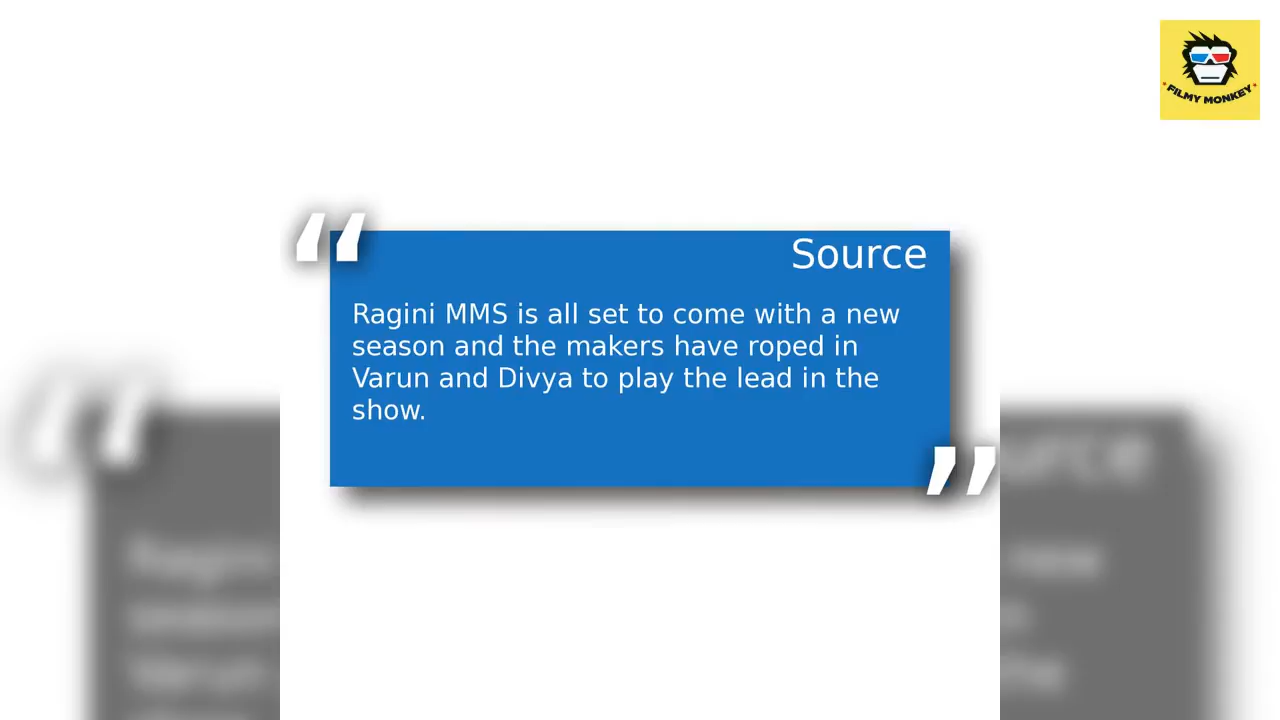 FILMY MONKEY
“
Source
Ragini MMS is all set to come with a new
season and the makers have roped in
Varun and Divya to play the lead in the
show.
”